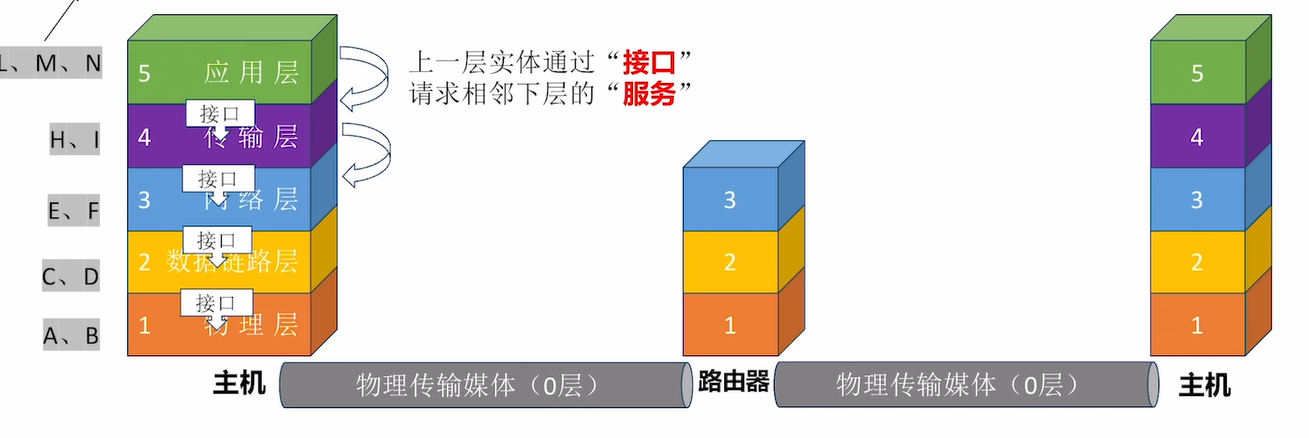 L、M、N
5 应用层
上一层实体通过“接口”
请求相邻下层的“服务”
5
接口
H、I
4 传输层
4
接口
E、F
3 网络层
3
3
接口
C、D
2 数据链路层
2
2
接口
A、B
1 物理层
1
1
主机
物理传输媒体（0层）
路由器
物理传输媒体（0层）
主机